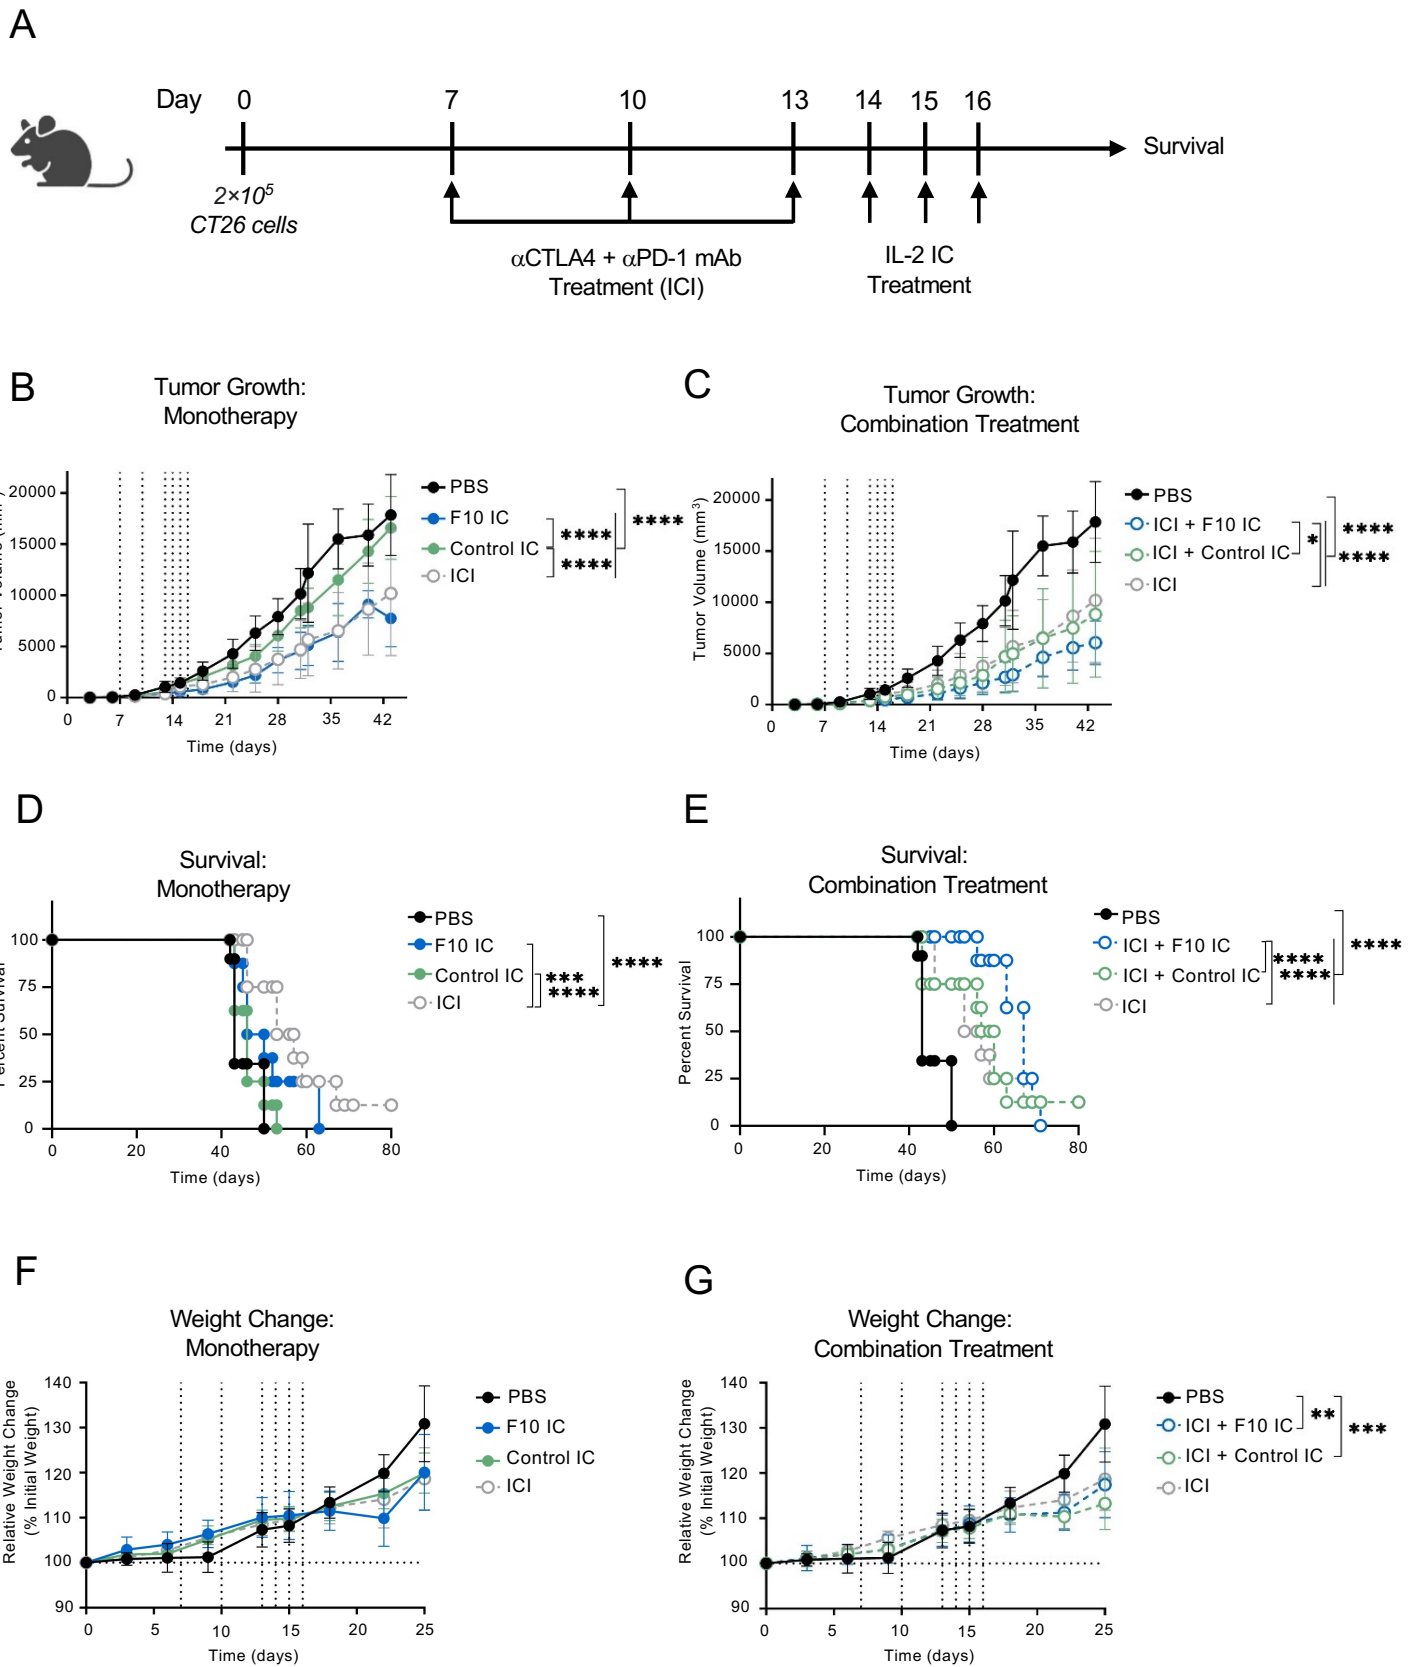 A
Day 0 7 10 13 14 15 16
Survival
2×10⁵
CT26 cells
αCTLA4 + αPD-1 mAb
Treatment (ICI)
IL-2 IC
Treatment
B
Tumor Growth:
Monotherapy
20000
15000
10000
5000
0
0 7 14 21 28 35 42
Time (days)
PBS
F10 IC
Control IC
ICI
****
****
****
C
Tumor Growth:
Combination Treatment
Tumor Volume (mm³)
20000
15000
10000
5000
0
0 7 14 21 28 35 42
Time (days)
PBS
ICI + F10 IC
ICI + Control IC
ICI
*
****
****
D
Survival:
Monotherapy
Percent Survival
100
75
50
25
0
0 20 40 60 80
Time (days)
PBS
F10 IC
Control IC
ICI
***
****
****
E
Survival:
Combination Treatment
Percent Survival
100
75
50
25
0
0 20 40 60 80
Time (days)
PBS
ICI + F10 IC
ICI + Control IC
ICI
****
****
****
F
Weight Change:
Monotherapy
Relative Weight Change
(% Initial Weight)
140
130
120
110
100
90
0 5 10 15 20 25
Time (days)
PBS
F10 IC
Control IC
ICI
G
Weight Change:
Combination Treatment
Relative Weight Change
(% Initial Weight)
140
130
120
110
100
90
0 5 10 15 20 25
Time (days)
PBS
ICI + F10 IC
ICI + Control IC
ICI
**
***